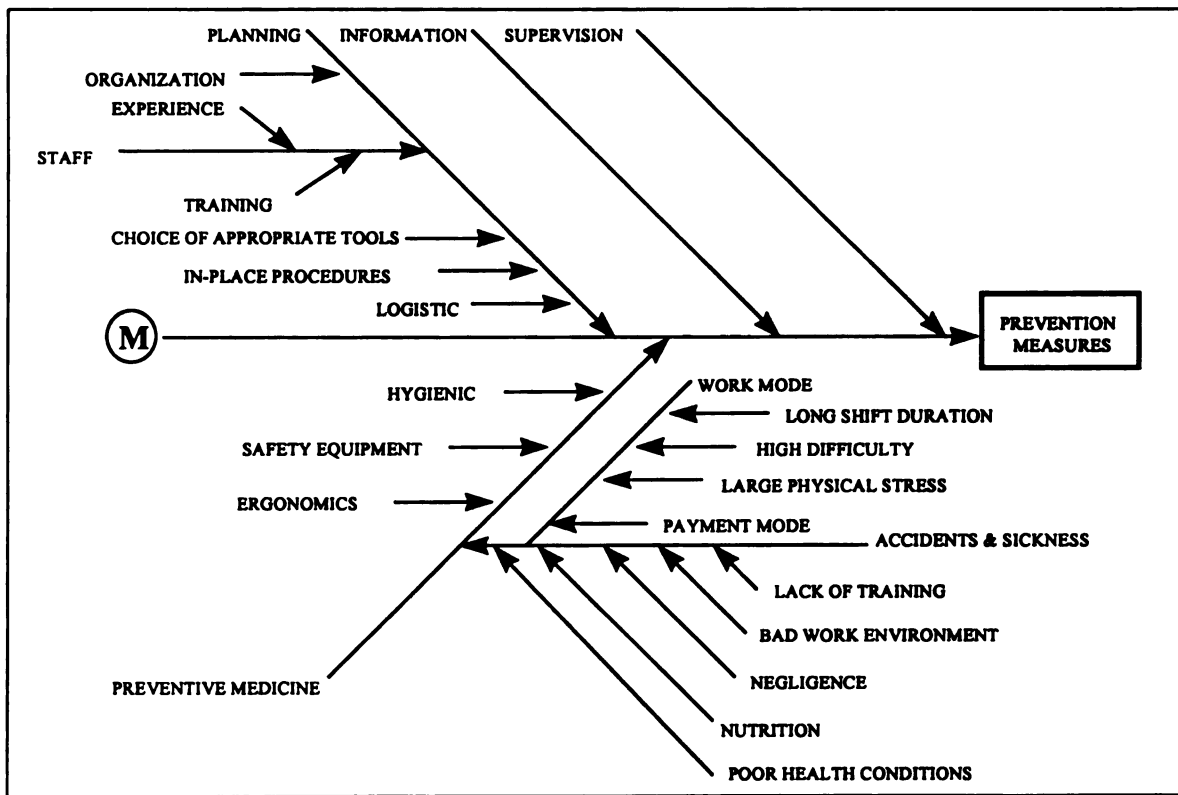 PLANNING
INFORMATION
SUPERVISION
ORGANIZATION
EXPERIENCE
STAFF
TRAINING
CHOICE OF APPROPRIATE TOOLS
IN-PLACE PROCEDURES
LOGISTIC
M
PREVENTION
MEASURES
HYGIENIC
WORK MODE
LONG SHIFT DURATION
SAFETY EQUIPMENT
HIGH DIFFICULTY
LARGE PHYSICAL STRESS
ERGONOMICS
PAYMENT MODE
ACCIDENTS & SICKNESS
LACK OF TRAINING
BAD WORK ENVIRONMENT
PREVENTIVE MEDICINE
NEGLIGENCE
NUTRITION
POOR HEALTH CONDITIONS